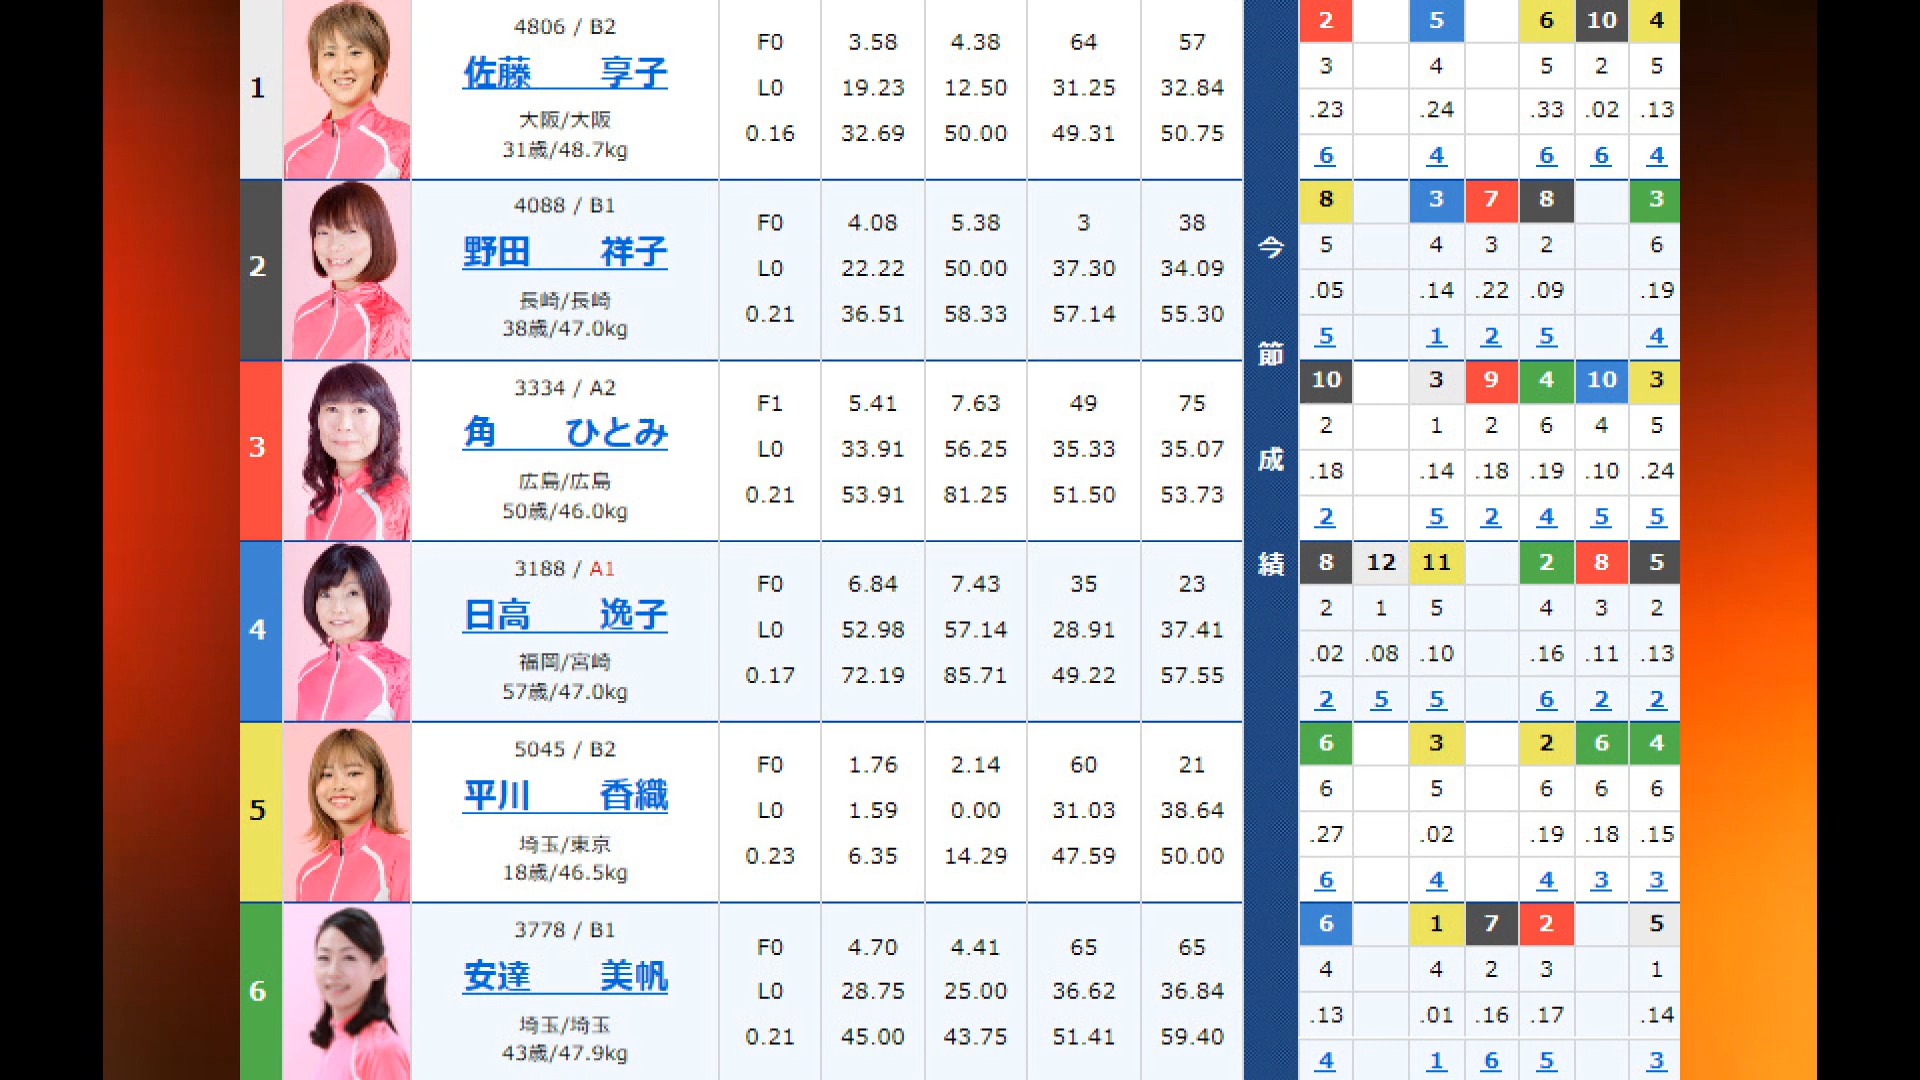 1
4806 / B2
佐藤 享子
大阪/大阪
31歳/48.7kg
F0 3.58 4.38 64 57
L0 19.23 12.50 31.25 32.84
0.16 32.69 50.00 49.31 50.75
2 5 6 10 4
3 4 5 2 5
.23 .24 .33 .02 .13
6 4 6 6 4
2
4088 / B1
野田 祥子
長崎/長崎
38歳/47.0kg
F0 4.08 5.38 3 38
L0 22.22 50.00 37.30 34.09
0.21 36.51 58.33 57.14 55.30
8 3 7 8 3
5 4 3 2 6
.05 .14 .22 .09 .19
5 1 2 5 4
3
3334 / A2
角 ひとみ
広島/広島
50歳/46.0kg
F1 5.41 7.63 49 75
L0 33.91 56.25 35.33 35.07
0.21 53.91 81.25 51.50 53.73
10 3 9 4 10 3
2 1 2 6 4 5
.18 .14 .18 .19 .10 .24
2 5 2 4 5 5
4
3188 / A1
日高 逸子
福岡/宮崎
57歳/47.0kg
F0 6.84 7.43 35 23
L0 52.98 57.14 28.91 37.41
0.17 72.19 85.71 49.22 57.55
8 12 11 2 8 5
2 1 5 4 3 2
.02 .08 .10 .16 .11 .13
2 5 5 6 2 2
5
5045 / B2
平川 香織
埼玉/東京
18歳/46.5kg
F0 1.76 2.14 60 21
L0 1.59 0.00 31.03 38.64
0.23 6.35 14.29 47.59 50.00
6 3 2 6 4
6 5 6 6 6
.27 .02 .19 .18 .15
6 4 4 3 3
6
3778 / B1
安達 美帆
埼玉/埼玉
43歳/47.9kg
F0 4.70 4.41 65 65
L0 28.75 25.00 36.62 36.84
0.21 45.00 43.75 51.41 59.40
6 1 7 2 5
4 4 2 3 1
.13 .01 .16 .17 .14
4 1 6 5 3
今節成績